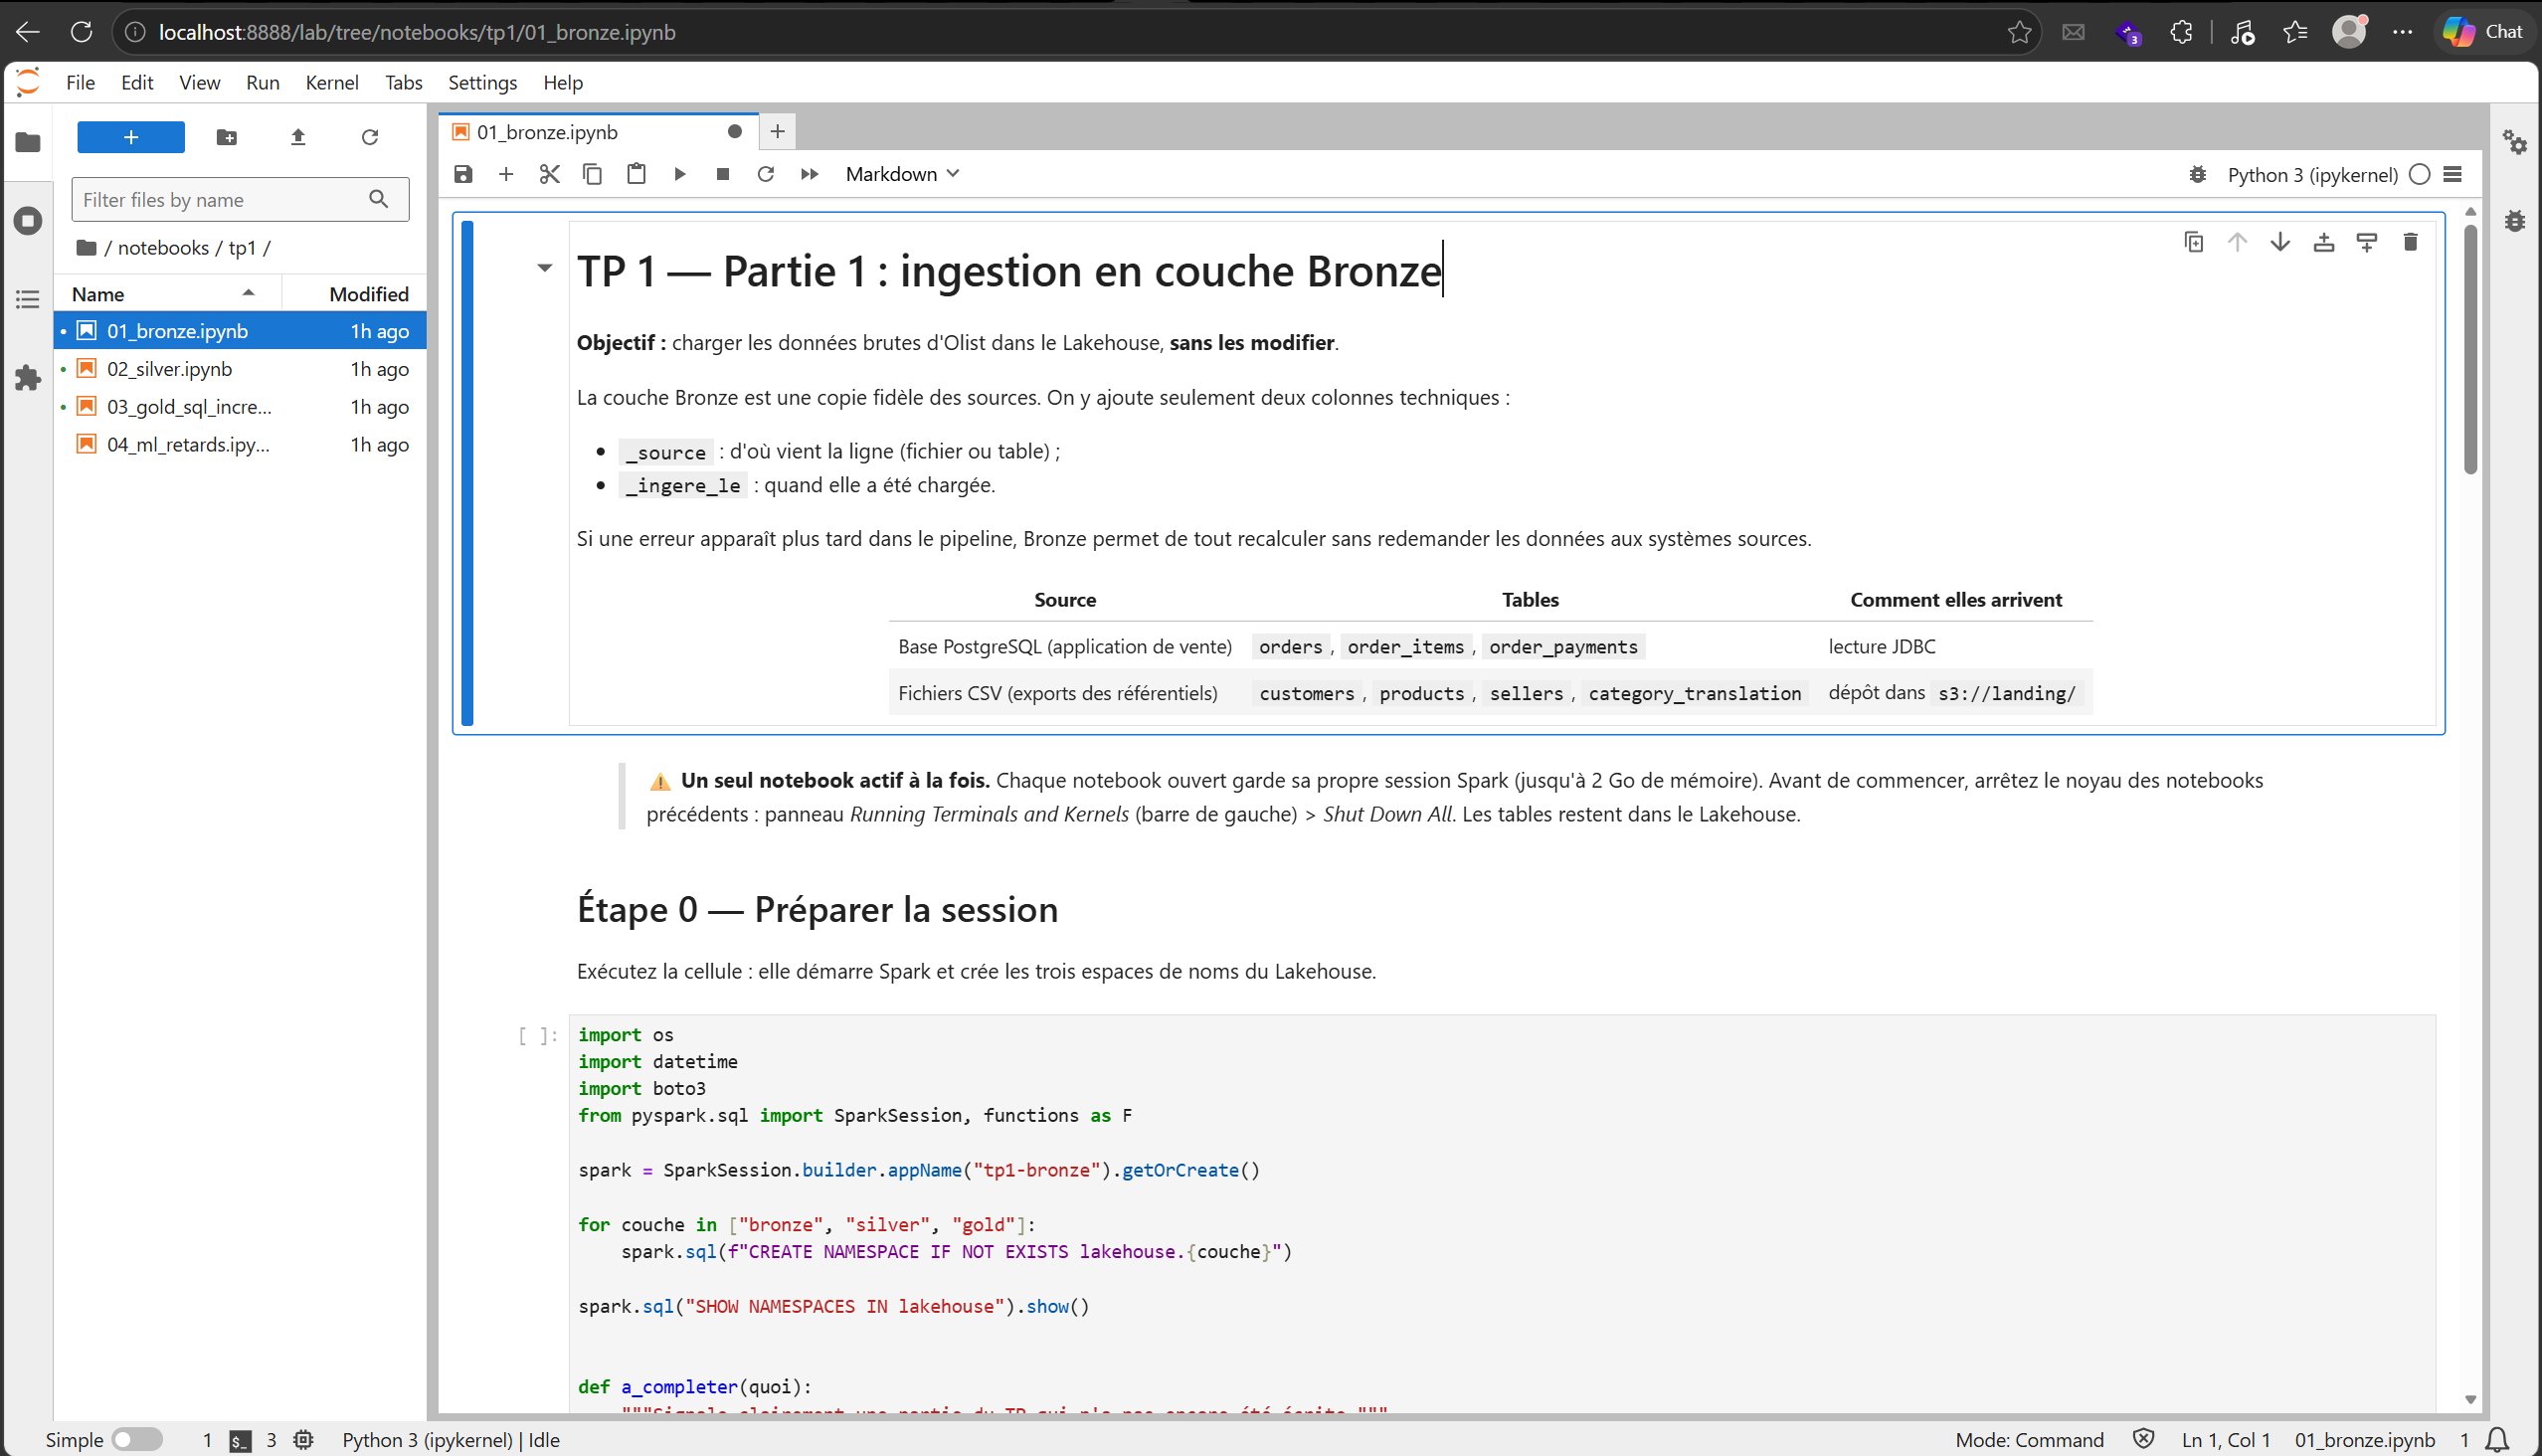 localhost:8888/lab/tree/notebooks/tp1/01_bronze.ipynb
3
Chat
File Edit View Run Kernel Tabs Settings Help
Filter files by name
/ notebooks / tp1 /
Name Modified
01_bronze.ipynb 1h ago
02_silver.ipynb 1h ago
03_gold_sql_incre... 1h ago
04_ml_retards.ipy... 1h ago
01_bronze.ipynb
Markdown
Python 3 (ipykernel)
TP 1 — Partie 1 : ingestion en couche Bronze
Objectif : charger les données brutes d'Olist dans le Lakehouse, sans les modifier.
La couche Bronze est une copie fidèle des sources. On y ajoute seulement deux colonnes techniques :
• _source : d'où vient la ligne (fichier ou table) ;
• _ingere_le : quand elle a été chargée.
Si une erreur apparaît plus tard dans le pipeline, Bronze permet de tout recalculer sans redemander les données aux systèmes sources.
Source Tables Comment elles arrivent
Base PostgreSQL (application de vente) orders , order_items , order_payments lecture JDBC
Fichiers CSV (exports des référentiels) customers , products , sellers , category_translation dépôt dans s3://landing/
⚠️ Un seul notebook actif à la fois. Chaque notebook ouvert garde sa propre session Spark (jusqu'à 2 Go de mémoire). Avant de commencer, arrêtez le noyau des notebooks
précédents : panneau Running Terminals and Kernels (barre de gauche) > Shut Down All. Les tables restent dans le Lakehouse.
Étape 0 — Préparer la session
Exécutez la cellule : elle démarre Spark et crée les trois espaces de noms du Lakehouse.
[ ]:
import os
import datetime
import boto3
from pyspark.sql import SparkSession, functions as F
spark = SparkSession.builder.appName("tp1-bronze").getOrCreate()
for couche in ["bronze", "silver", "gold"]:
    spark.sql(f"CREATE NAMESPACE IF NOT EXISTS lakehouse.{couche}")
spark.sql("SHOW NAMESPACES IN lakehouse").show()
def a_completer(quoi):
    """Signale clairement une partie du TP qui n'a pas encore été écrite."""
Simple 1 $_ 3 Python 3 (ipykernel) | Idle
Mode: Command Ln 1, Col 1 01_bronze.ipynb 1